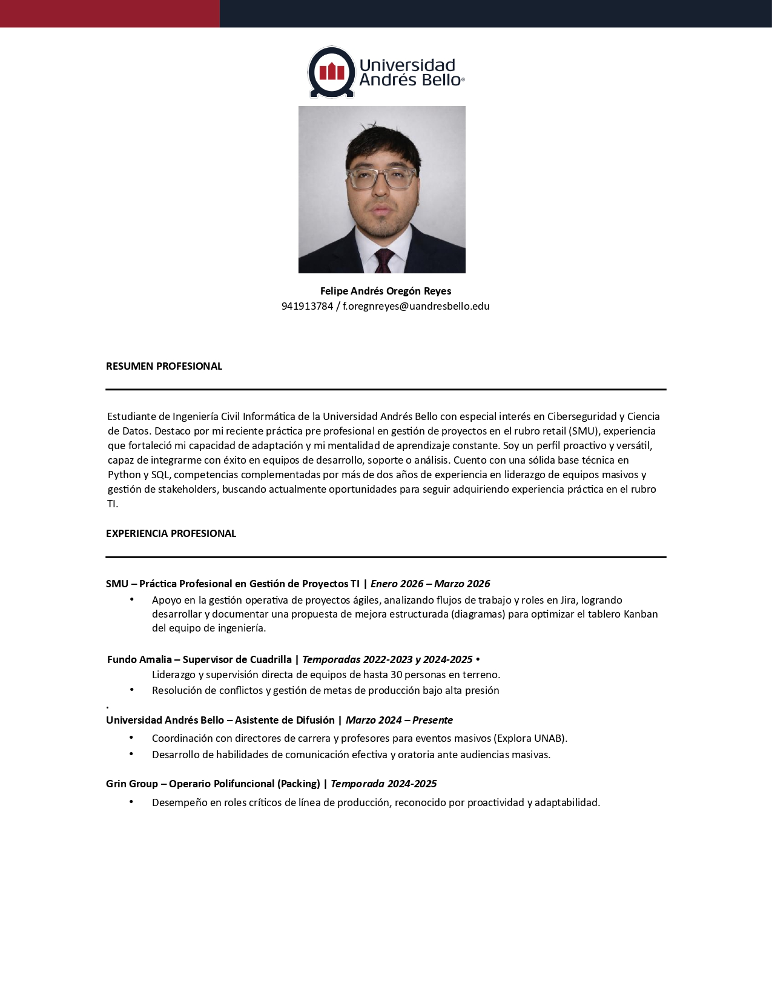 Universidad
Andrés Bello®
Felipe Andrés Oregón Reyes
941913784 / f.oregnreyes@uandresbello.edu
RESUMEN PROFESIONAL
Estudiante de Ingeniería Civil Informática de la Universidad Andrés Bello con especial interés en Ciberseguridad y Ciencia
de Datos. Destaco por mi reciente práctica pre profesional en gestión de proyectos en el rubro retail (SMU), experiencia
que fortaleció mi capacidad de adaptación y mi mentalidad de aprendizaje constante. Soy un perfil proactivo y versátil,
capaz de integrarme con éxito en equipos de desarrollo, soporte o análisis. Cuento con una sólida base técnica en
Python y SQL, competencias complementadas por más de dos años de experiencia en liderazgo de equipos masivos y
gestión de stakeholders, buscando actualmente oportunidades para seguir adquiriendo experiencia práctica en el rubro
TI.
EXPERIENCIA PROFESIONAL
SMU – Práctica Profesional en Gestión de Proyectos TI | Enero 2026 – Marzo 2026
• Apoyo en la gestión operativa de proyectos ágiles, analizando flujos de trabajo y roles en Jira, logrando
desarrollar y documentar una propuesta de mejora estructurada (diagramas) para optimizar el tablero Kanban
del equipo de ingeniería.
Fundo Amalia – Supervisor de Cuadrilla | Temporadas 2022-2023 y 2024-2025 •
Liderazgo y supervisión directa de equipos de hasta 30 personas en terreno.
• Resolución de conflictos y gestión de metas de producción bajo alta presión
.
Universidad Andrés Bello – Asistente de Difusión | Marzo 2024 – Presente
• Coordinación con directores de carrera y profesores para eventos masivos (Explora UNAB).
• Desarrollo de habilidades de comunicación efectiva y oratoria ante audiencias masivas.
Grin Group – Operario Polifuncional (Packing) | Temporada 2024-2025
• Desempeño en roles críticos de línea de producción, reconocido por proactividad y adaptabilidad.